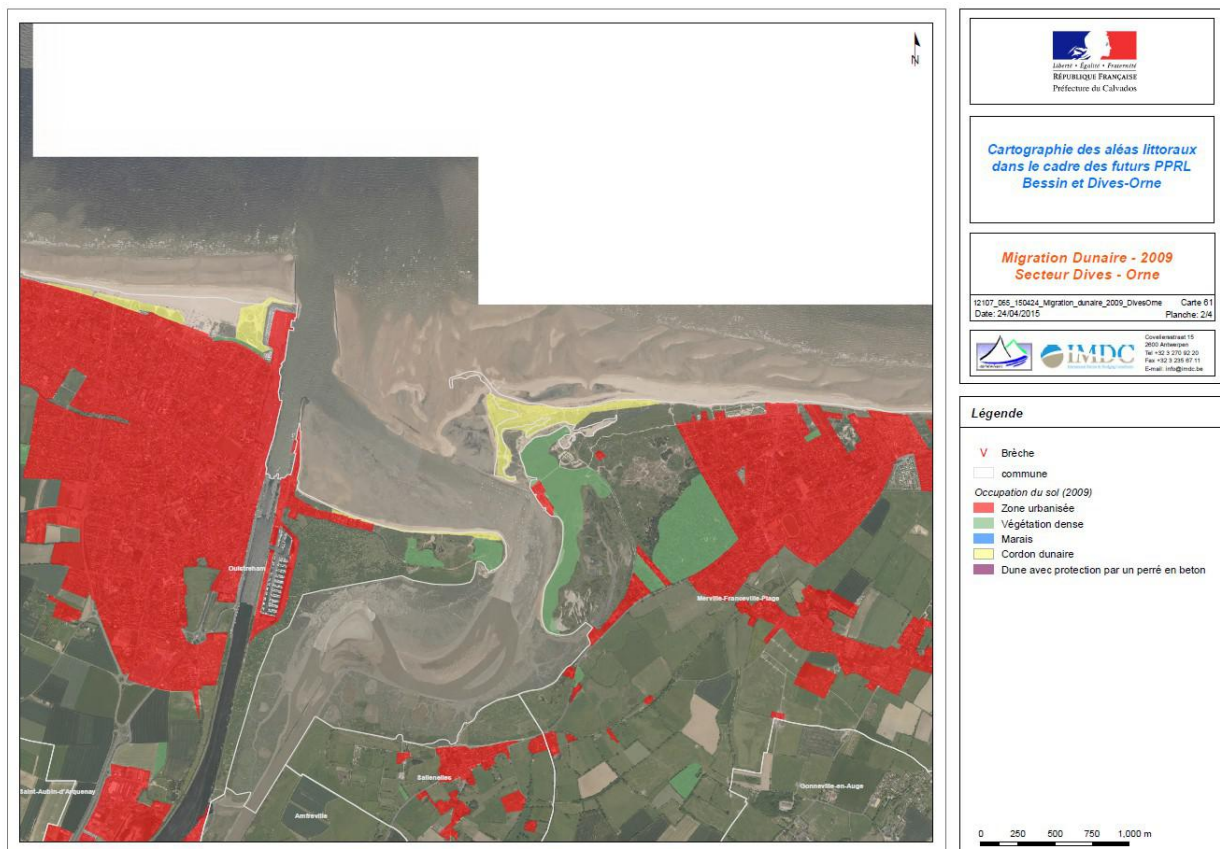 N
Ouistreham
Merville-Franceville-Plage
Saint-Aubin-d'Arquenay
Sallenelles
Amfreville
Gonneville-en-Auge
Liberté • Égalité • Fraternité
RÉPUBLIQUE FRANÇAISE
Préfecture du Calvados
Cartographie des aléas littoraux
dans le cadre des futurs PPRL
Bessin et Dives-Orne
Migration Dunaire - 2009
Secteur Dives - Orne
12107_065_150424_Migration_dunaire_2009_DivesOrne Carte 61
Date: 24/04/2015 Planche: 2/4
IMDC
Coveliersstraat 15
2600 Antwerpen
Tel +32 3 270 92 20
Fax +32 3 235 67 11
E-mail: info@imdc.be
Légende
V Brèche
commune
Occupation du sol (2009)
Zone urbanisée
Végétation dense
Marais
Cordon dunaire
Dune avec protection par un perré en beton
0 250 500 750 1,000 m